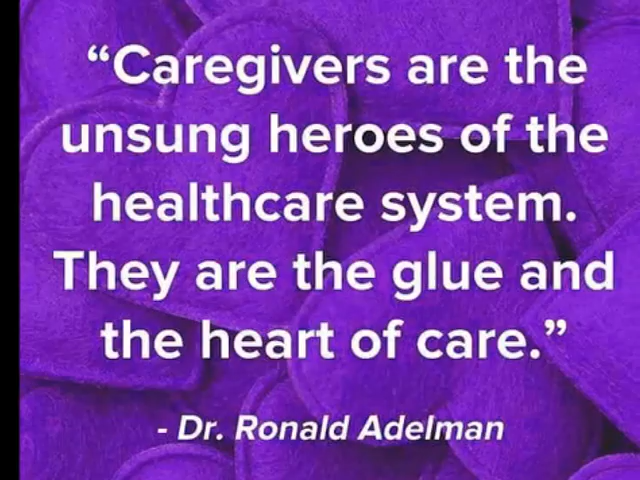 “Caregivers are the
unsung heroes of the
healthcare system.
They are the glue and
the heart of care.”
- Dr. Ronald Adelman